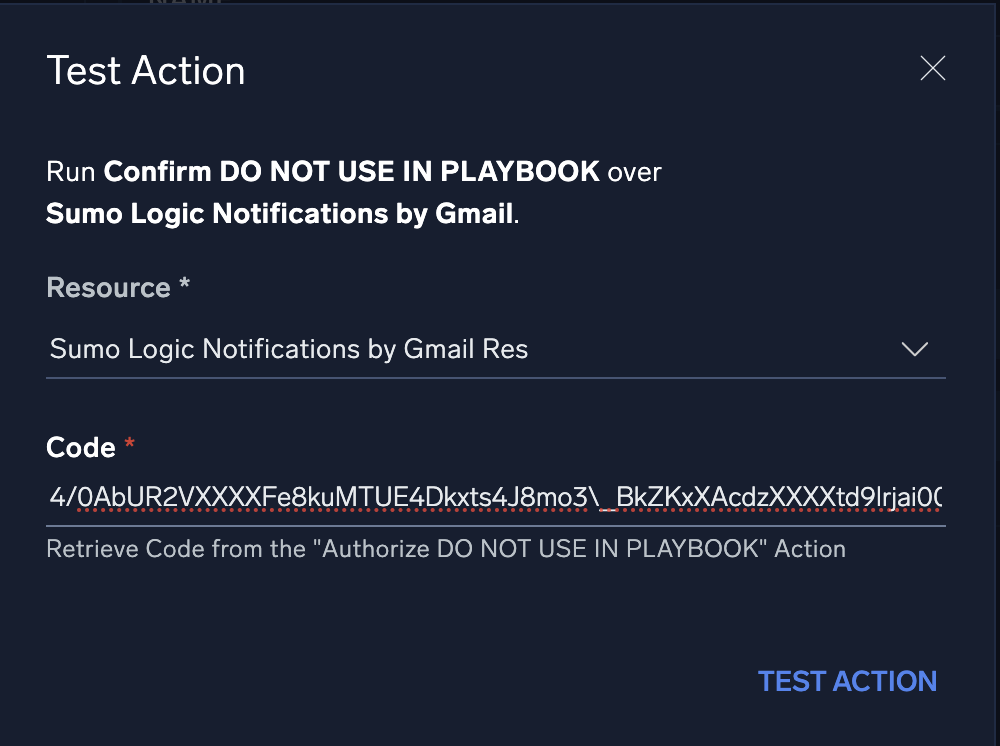 Test Action
Run Confirm DO NOT USE IN PLAYBOOK over
Sumo Logic Notifications by Gmail.
Resource *
Sumo Logic Notifications by Gmail Res
Code *
4/0AbUR2VXXXXFe8kuMTUE4Dkxts4J8mo3\_BkZKxXAcdzXXXXtd9lrjai0
Retrieve Code from the "Authorize DO NOT USE IN PLAYBOOK" Action
TEST ACTION